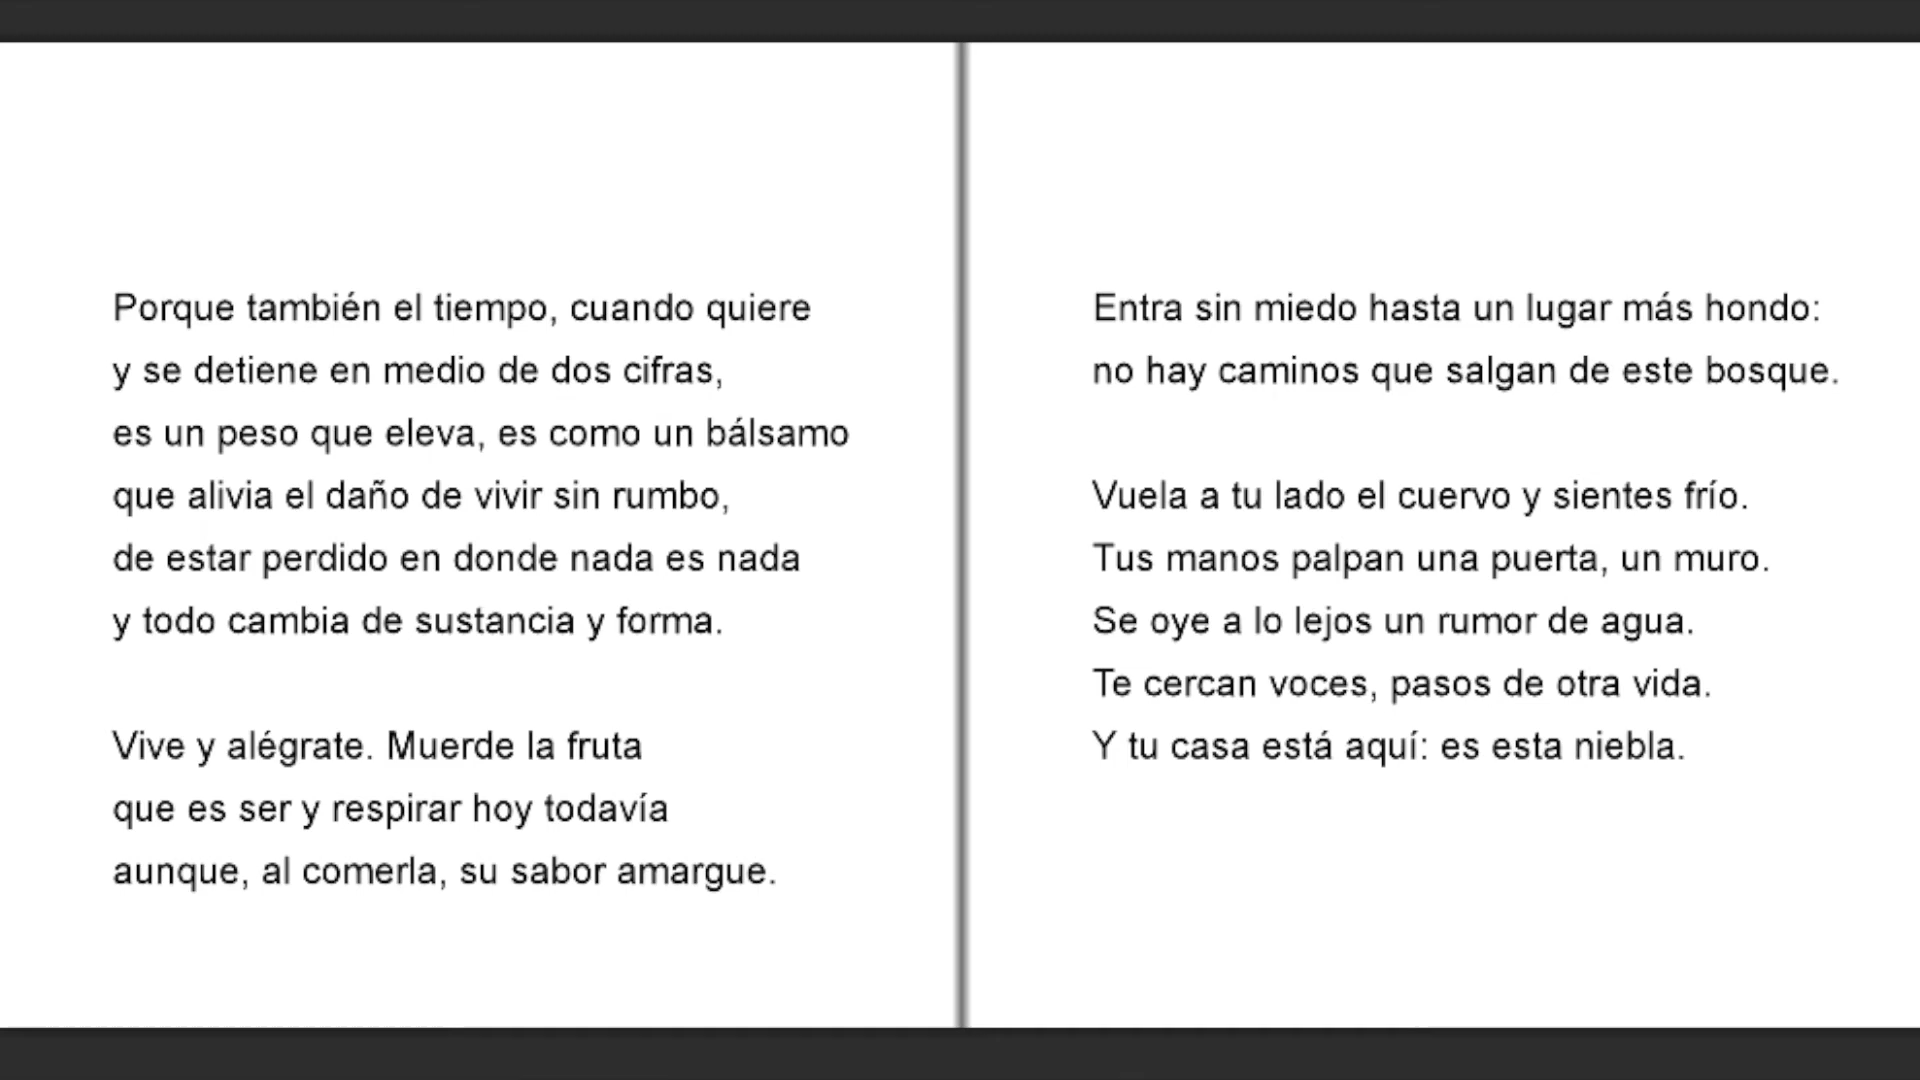 Porque también el tiempo, cuando quiere
y se detiene en medio de dos cifras,
es un peso que eleva, es como un bálsamo
que alivia el daño de vivir sin rumbo,
de estar perdido en donde nada es nada
y todo cambia de sustancia y forma.
Vive y alégrate. Muerde la fruta
que es ser y respirar hoy todavía
aunque, al comerla, su sabor amargue.
Entra sin miedo hasta un lugar más hondo:
no hay caminos que salgan de este bosque.
Vuela a tu lado el cuervo y sientes frío.
Tus manos palpan una puerta, un muro.
Se oye a lo lejos un rumor de agua.
Te cercan voces, pasos de otra vida.
Y tu casa está aquí: es esta niebla.